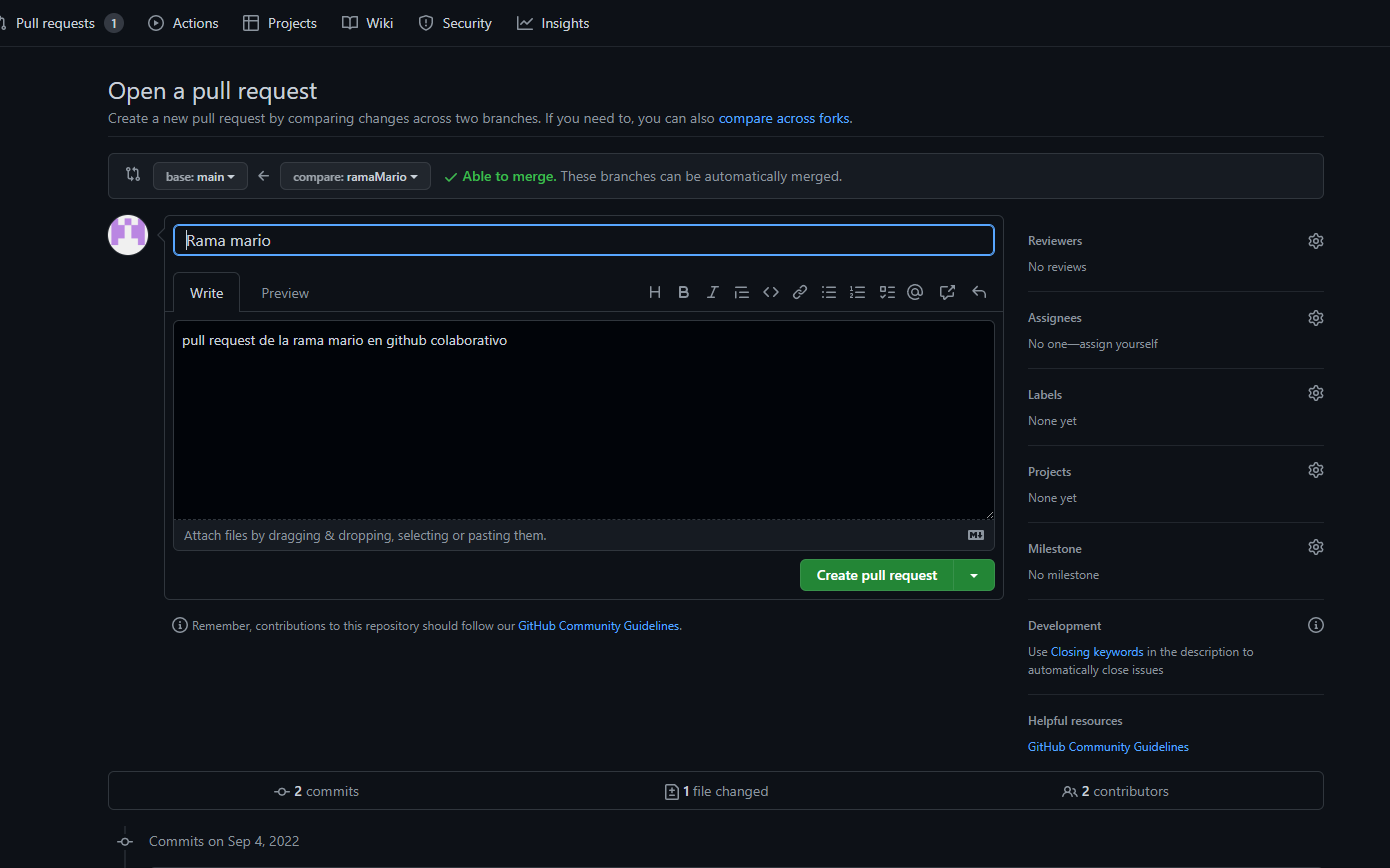 Pull requests 1 Actions Projects Wiki Security Insights
Open a pull request
Create a new pull request by comparing changes across two branches. If you need to, you can also compare across forks.
base: main compare: ramaMario Able to merge. These branches can be automatically merged.
Rama mario
Write Preview
pull request de la rama mario en github colaborativo
Attach files by dragging & dropping, selecting or pasting them.
Create pull request
Remember, contributions to this repository should follow our GitHub Community Guidelines.
Reviewers
No reviews
Assignees
No one—assign yourself
Labels
None yet
Projects
None yet
Milestone
No milestone
Development
Use Closing keywords in the description to
automatically close issues
Helpful resources
GitHub Community Guidelines
2 commits 1 file changed 2 contributors
Commits on Sep 4, 2022